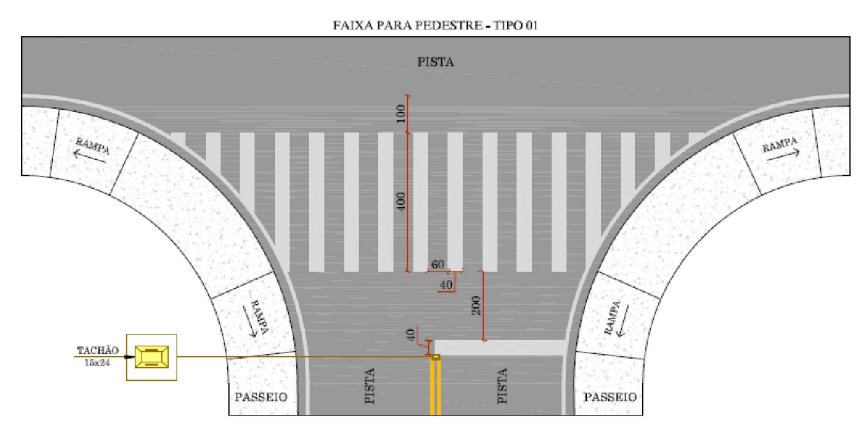 FAIXA PARA PEDESTRE - TIPO 01
PISTA
100
RAMPA
RAMPA
400
60
40
200
RAMPA
RAMPA
40
TACHÃO
15x24
PISTA
PISTA
PASSEIO
PASSEIO